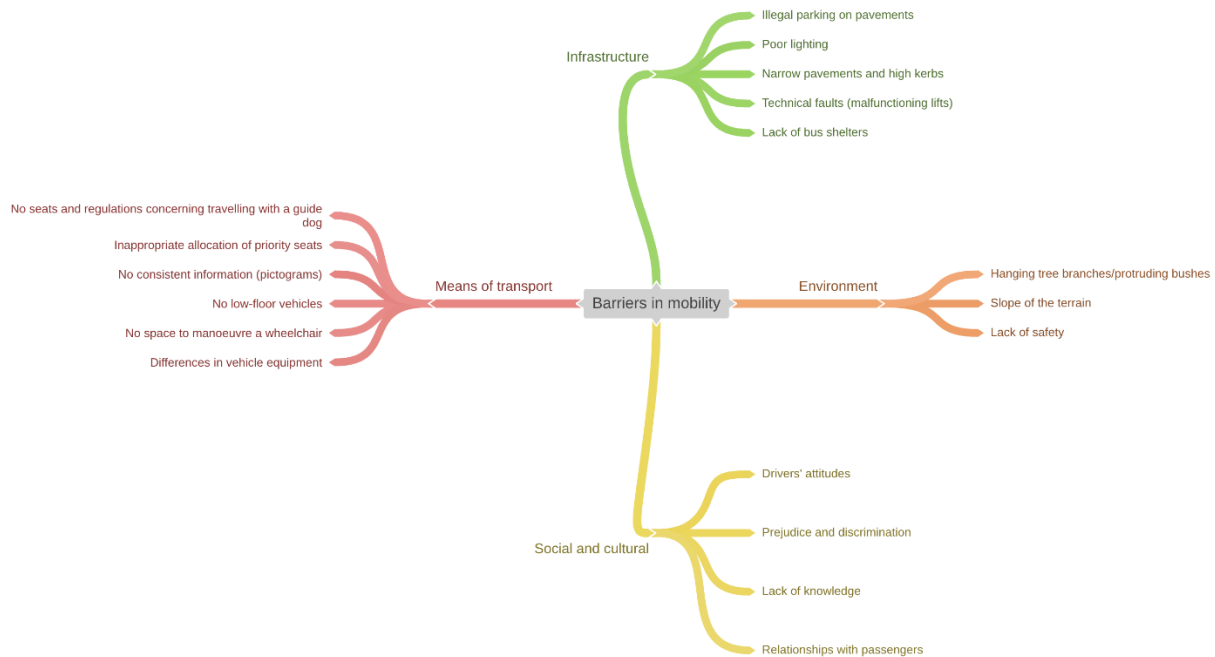 Illegal parking on pavements
Poor lighting
Infrastructure
Narrow pavements and high kerbs
Technical faults (malfunctioning lifts)
Lack of bus shelters
No seats and regulations concerning travelling with a guide
dog
Inappropriate allocation of priority seats
No consistent information (pictograms)
No low-floor vehicles
No space to manoeuvre a wheelchair
Differences in vehicle equipment
Means of transport
Barriers in mobility
Environment
Hanging tree branches/protruding bushes
Slope of the terrain
Lack of safety
Social and cultural
Drivers' attitudes
Prejudice and discrimination
Lack of knowledge
Relationships with passengers